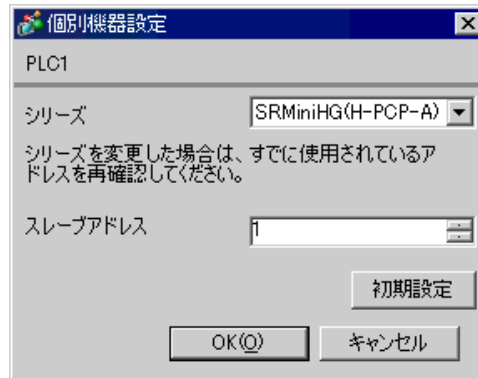 個別機器設定
PLC1
シリーズ
SRMiniHG(H-PCP-A)
シリーズを変更した場合は、すでに使用されているア
ドレスを再確認してください。
スレーブアドレス
1
初期設定
OK(O)
キャンセル